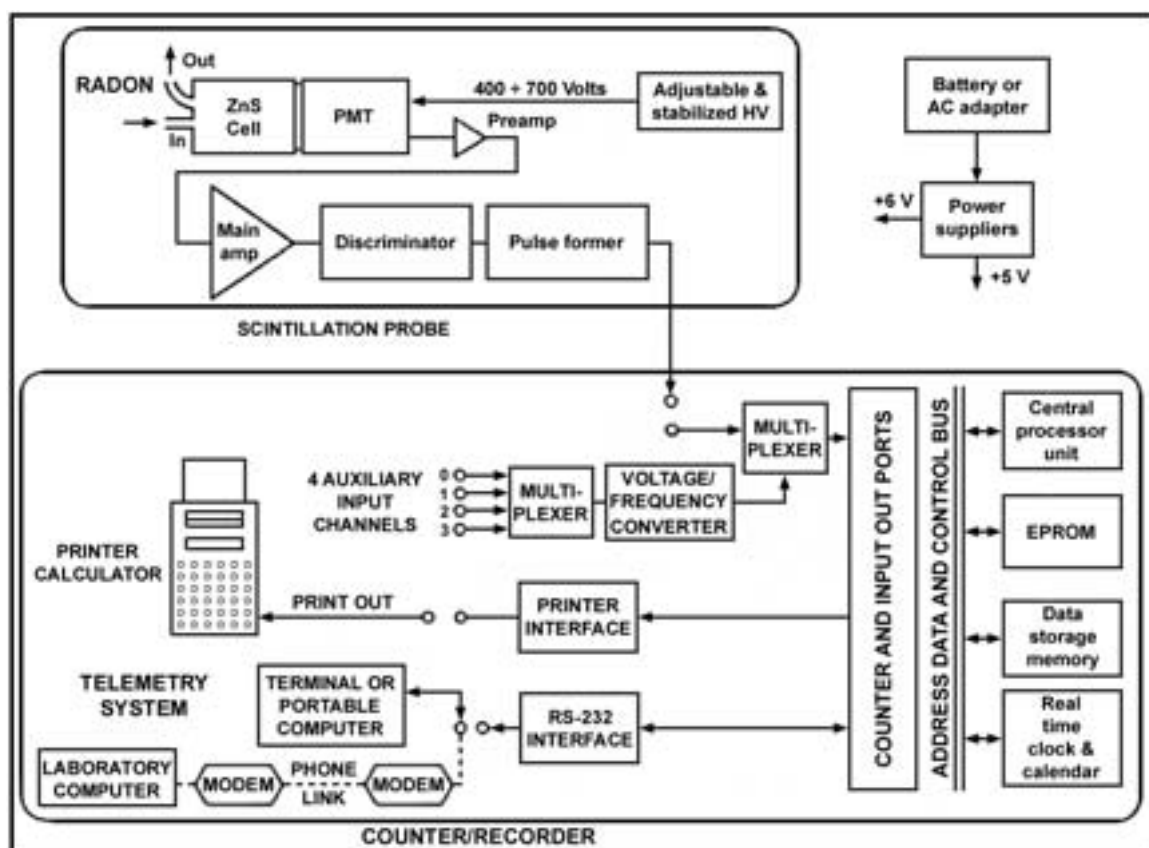 Out
RADON
In
ZnS
Cell
PMT
400 ÷ 700 Volts
Preamp
Adjustable &
stabilized HV
Battery or
AC adapter
+6 V
Power
suppliers
+5 V
Main
amp
Discriminator
Pulse former
SCINTILLATION PROBE
4 AUXILIARY
INPUT
CHANNELS
0
1
2
3
MULTI-
PLEXER
VOLTAGE/
FREQUENCY
CONVERTER
MULTI-
PLEXER
COUNTER AND INPUT OUT PORTS
ADDRESS DATA AND CONTROL BUS
Central
processor
unit
EPROM
Data
storage
memory
Real
time
clock &
calendar
PRINTER
CALCULATOR
PRINT OUT
PRINTER
INTERFACE
TELEMETRY
SYSTEM
TERMINAL OR
PORTABLE
COMPUTER
RS-232
INTERFACE
LABORATORY
COMPUTER
MODEM
PHONE
LINK
MODEM
COUNTER/RECORDER